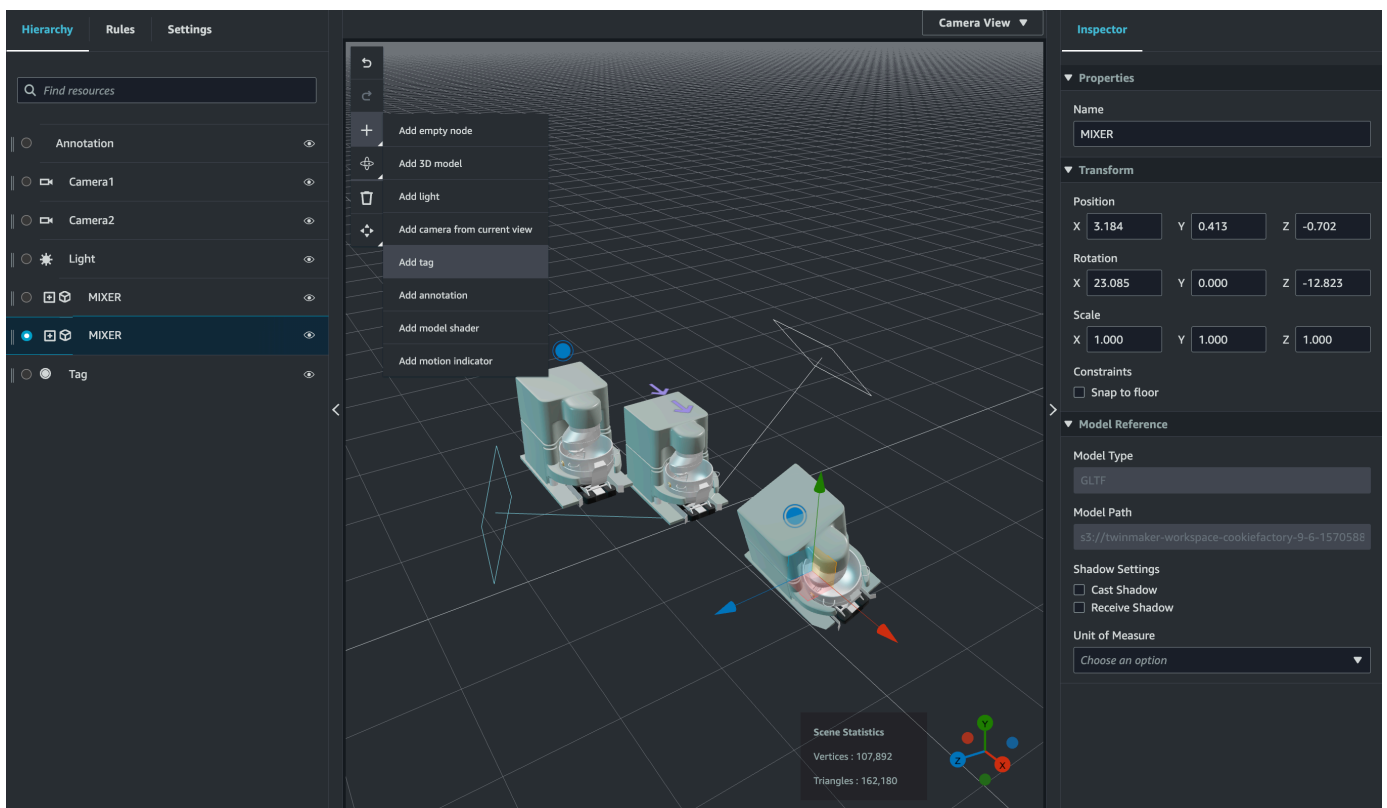 Hierarchy Rules Settings
Find resources
Annotation
Camera1
Camera2
Light
MIXER
MIXER
Tag
Camera View
Add empty node
Add 3D model
Add light
Add camera from current view
Add tag
Add annotation
Add model shader
Add motion indicator
Scene Statistics
Vertices : 107,892
Triangles : 162,180
Y
Z
X
Inspector
Properties
Name
MIXER
Transform
Position
X 3.184 Y 0.413 Z -0.702
Rotation
X 23.085 Y 0.000 Z -12.823
Scale
X 1.000 Y 1.000 Z 1.000
Constraints
Snap to floor
Model Reference
Model Type
GLTF
Model Path
s3://twinmaker-workspace-cookiefactory-9-6-1570588
Shadow Settings
Cast Shadow
Receive Shadow
Unit of Measure
Choose an option